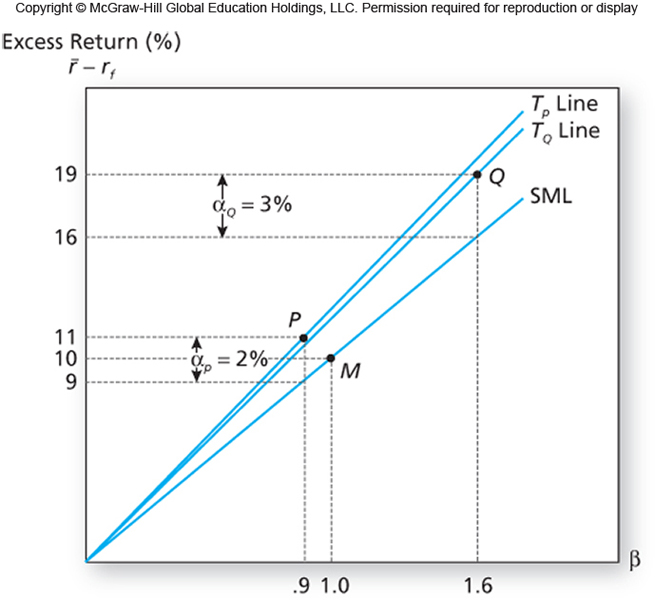 Copyright © McGraw-Hill Global Education Holdings, LLC. Permission required for reproduction or display
Excess Return (%)
r̄ – r_f
T_p Line
T_Q Line
19
Q
α_Q = 3%
SML
16
P
11
10
α_p = 2%
M
9
β
.9 1.0 1.6